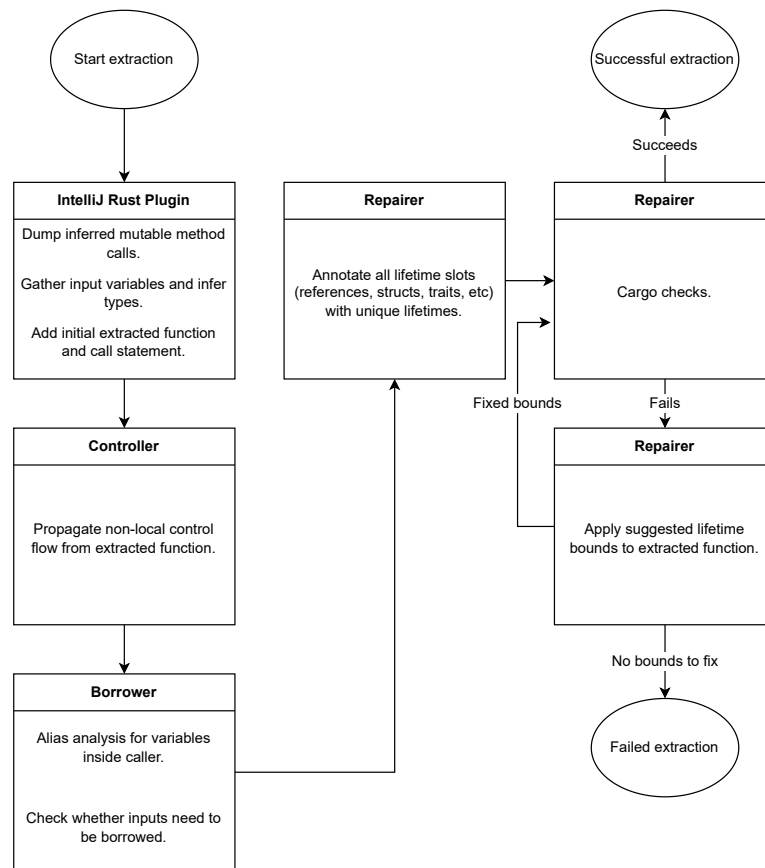 Start extraction
IntelliJ Rust Plugin
Dump inferred mutable method
calls.
Gather input variables and infer
types.
Add initial extracted function
and call statement.
Controller
Propagate non-local control
flow from extracted function.
Borrower
Alias analysis for variables
inside caller.
Check whether inputs need to
be borrowed.
Repairer
Annotate all lifetime slots
(references, structs, traits, etc)
with unique lifetimes.
Successful extraction
Succeeds
Repairer
Cargo checks.
Fixed bounds
Fails
Repairer
Apply suggested lifetime
bounds to extracted function.
No bounds to fix
Failed extraction